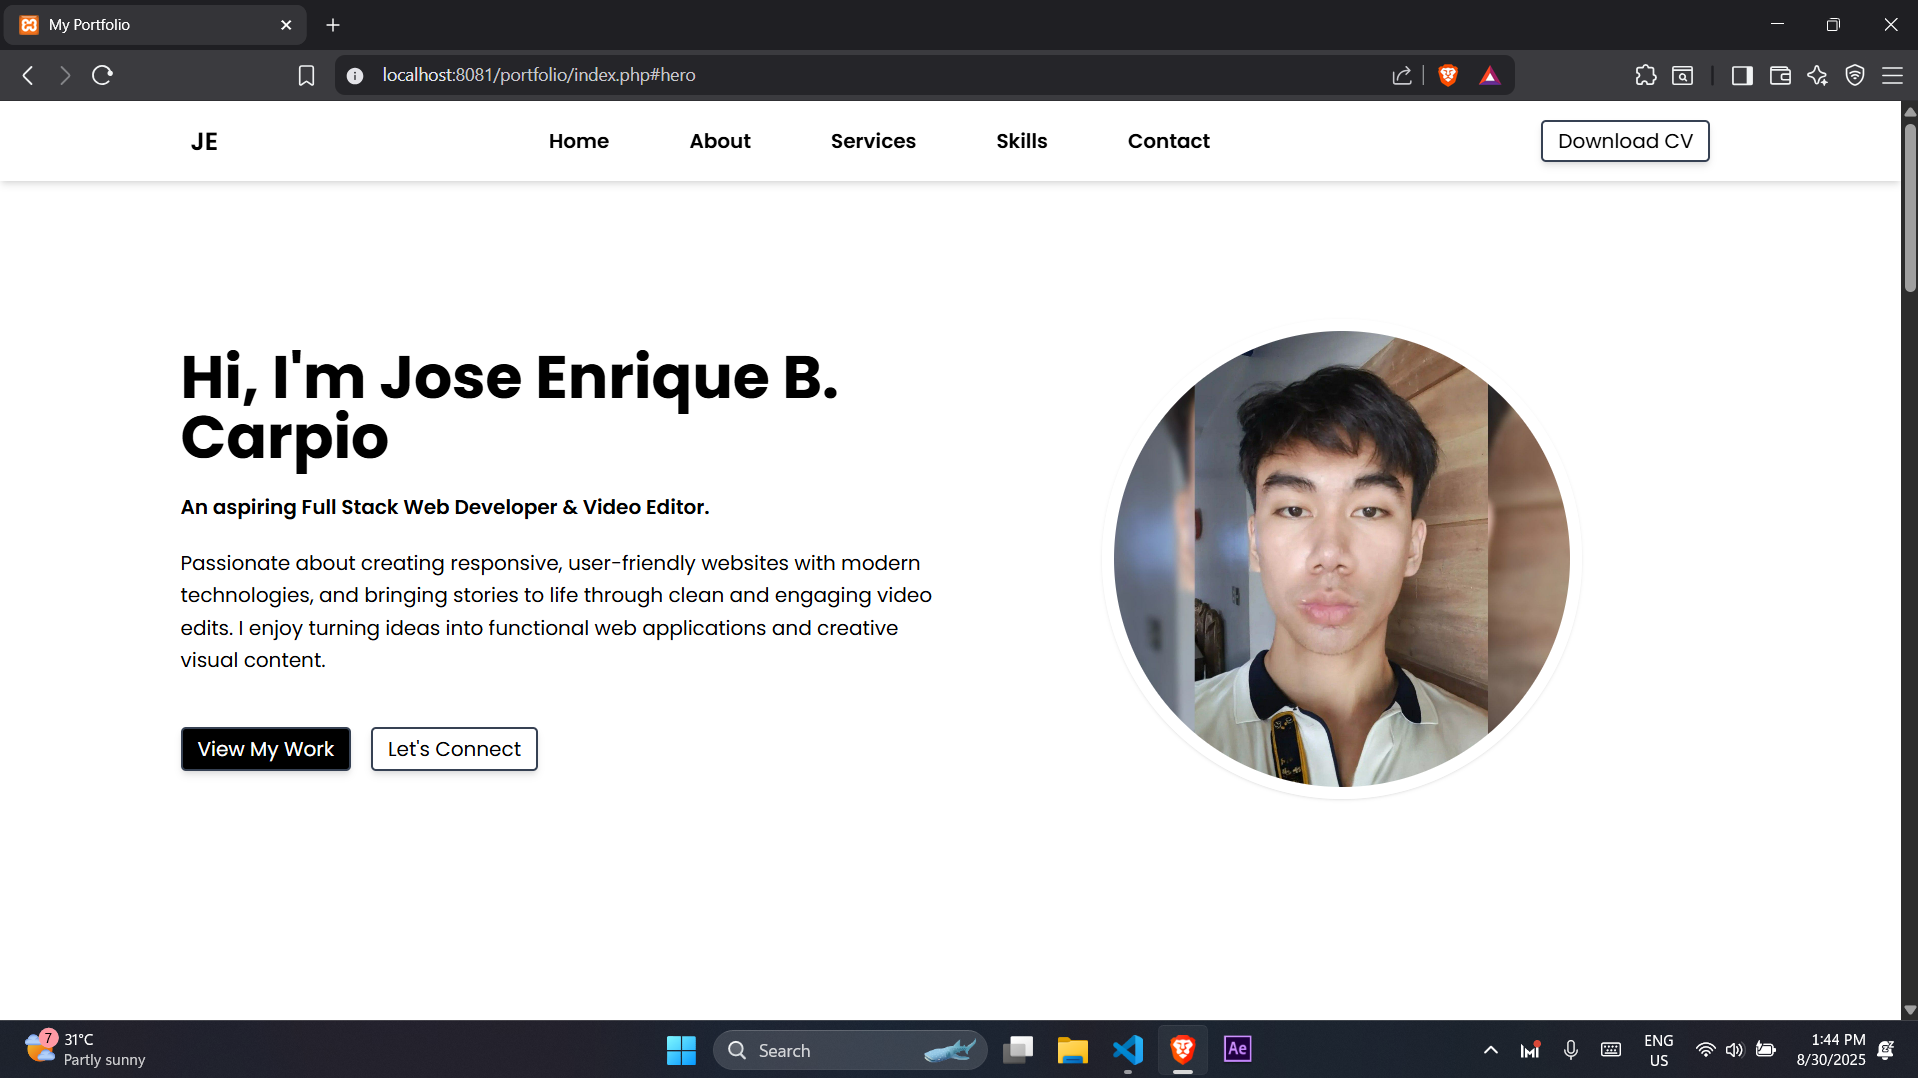 My Portfolio
localhost:8081/portfolio/index.php#hero
JE
Home
About
Services
Skills
Contact
Download CV
Hi, I'm Jose Enrique B.
Carpio
An aspiring Full Stack Web Developer & Video Editor.
Passionate about creating responsive, user-friendly websites with modern
technologies, and bringing stories to life through clean and engaging video
edits. I enjoy turning ideas into functional web applications and creative
visual content.
View My Work
Let's Connect
7
31°C
Partly sunny
Search
Ae
ENG
US
1:44 PM
8/30/2025